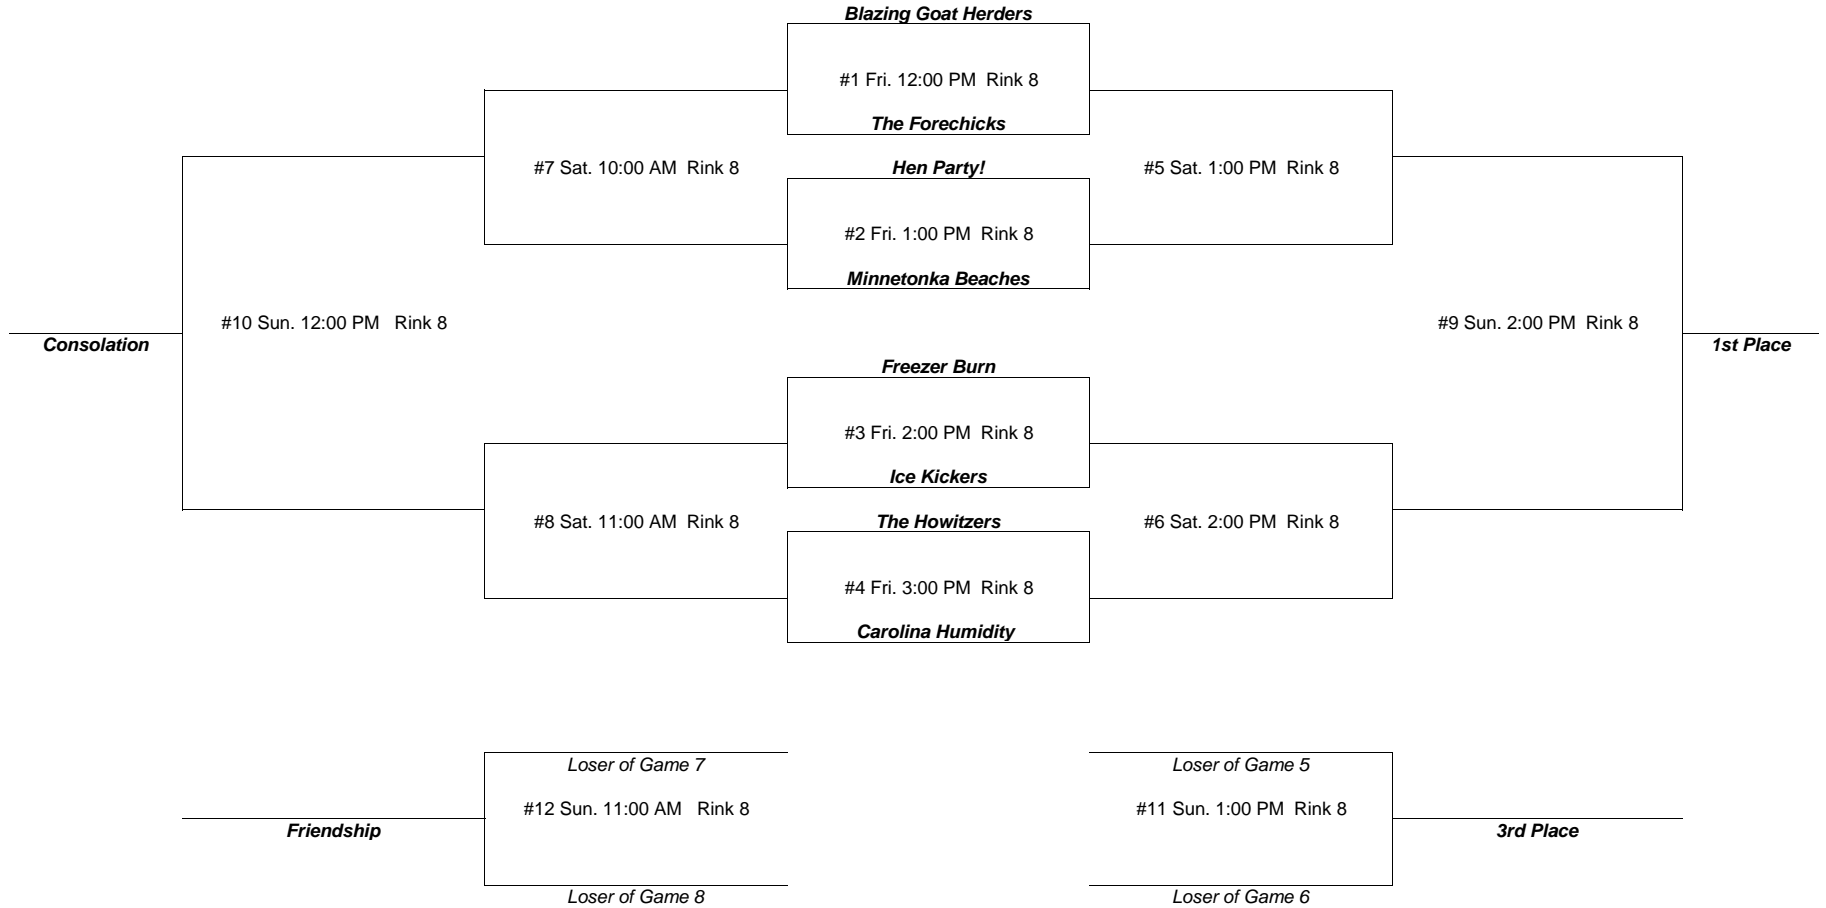 Blazing Goat Herders
#1 Fri. 12:00 PM  Rink 8
The Forechicks
#7 Sat. 10:00 AM  Rink 8
Hen Party!
#5 Sat. 1:00 PM  Rink 8
#2 Fri. 1:00 PM  Rink 8
Minnetonka Beaches
#10 Sun. 12:00 PM   Rink 8
#9 Sun. 2:00 PM  Rink 8
Consolation
1st Place
Freezer Burn
#3 Fri. 2:00 PM  Rink 8
Ice Kickers
#8 Sat. 11:00 AM  Rink 8
The Howitzers
#6 Sat. 2:00 PM  Rink 8
#4 Fri. 3:00 PM  Rink 8
Carolina Humidity
Loser of Game 7
Loser of Game 5
#12 Sun. 11:00 AM   Rink 8
#11 Sun. 1:00 PM  Rink 8
Friendship
3rd Place
Loser of Game 8
Loser of Game 6